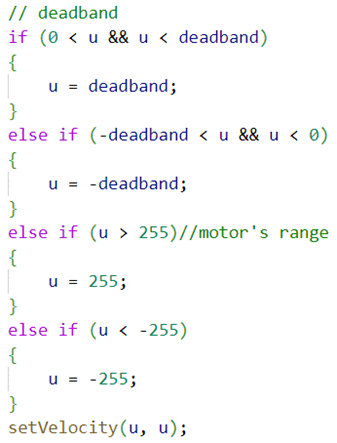 // deadband
if (0 < u && u < deadband)
{
    u = deadband;
}
else if (-deadband < u && u < 0)
{
    u = -deadband;
}
else if (u > 255)//motor's range
{
    u = 255;
}
else if (u < -255)
{
    u = -255;
}
setVelocity(u, u);